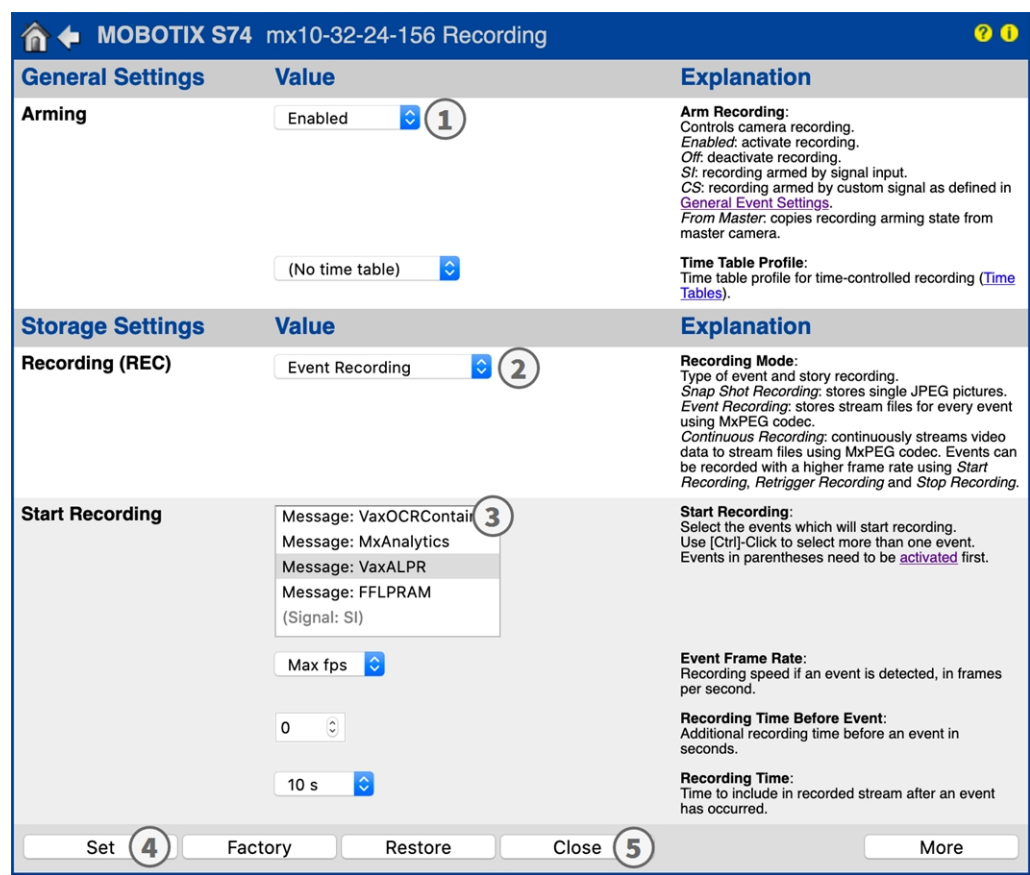 MOBOTIX S74 mx10-32-24-156 Recording ? i
General Settings Value Explanation
Arming
Enabled 1
Arm Recording:
Controls camera recording.
Enabled: activate recording.
Off: deactivate recording.
SI: recording armed by signal input.
CS: recording armed by custom signal as defined in
General Event Settings.
From Master: copies recording arming state from
master camera.
(No time table)
Time Table Profile:
Time table profile for time-controlled recording (Time
Tables).
Storage Settings Value Explanation
Recording (REC)
Event Recording 2
Recording Mode:
Type of event and story recording.
Snap Shot Recording: stores single JPEG pictures.
Event Recording: stores stream files for every event
using MxPEG codec.
Continuous Recording: continuously streams video
data to stream files using MxPEG codec. Events can
be recorded with a higher frame rate using Start
Recording, Retrigger Recording and Stop Recording.
Start Recording
Message: VaxOCRContain 3
Message: MxAnalytics
Message: VaxALPR
Message: FFLPRAM
(Signal: SI)
Start Recording:
Select the events which will start recording.
Use [Ctrl]-Click to select more than one event.
Events in parentheses need to be activated first.
Max fps
Event Frame Rate:
Recording speed if an event is detected, in frames
per second.
0
Recording Time Before Event:
Additional recording time before an event in
seconds.
10 s
Recording Time:
Time to include in recorded stream after an event
has occurred.
Set 4 Factory Restore Close 5 More